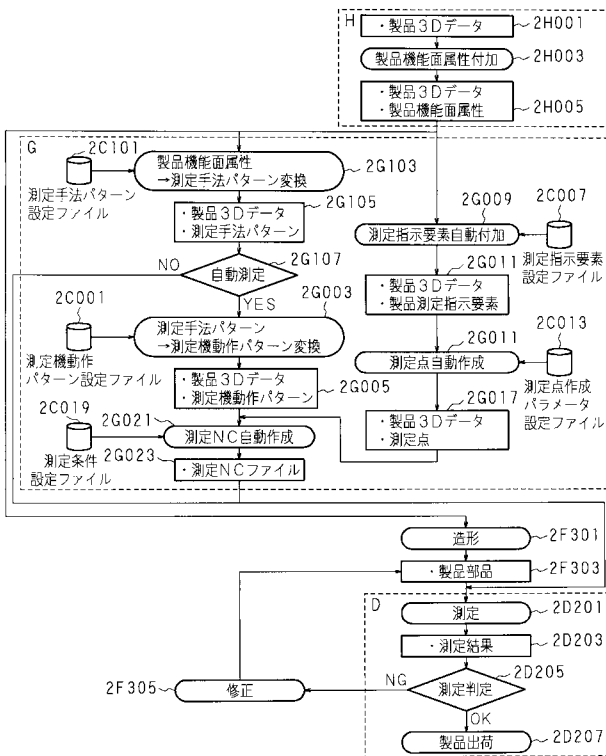 H
・製品3Dデータ
2H001
製品機能面属性付加
2H003
・製品3Dデータ
・製品機能面属性
2H005
G
2C101
測定手法パターン
設定ファイル
製品機能面属性
→測定手法パターン変換
2G103
・製品3Dデータ
・測定手法パターン
2G105
NO
自動測定
2G107
YES
2C001
測定機動作
パターン設定ファイル
測定手法パターン
→測定機動作パターン変換
2G003
・製品3Dデータ
・測定機動作パターン
2G005
2C019
測定条件
設定ファイル
2G021
測定NC自動作成
2G023
・測定NCファイル
2G009
測定指示要素自動付加
2C007
測定指示要素
設定ファイル
2G011
・製品3Dデータ
・製品測定指示要素
2G011
測定点自動作成
2C013
測定点作成
パラメータ
設定ファイル
2G017
・製品3Dデータ
・測定点
造形
2F301
・製品部品
2F303
D
測定
2D201
・測定結果
2D203
2D205
測定判定
NG
OK
2F305
修正
製品出荷
2D207